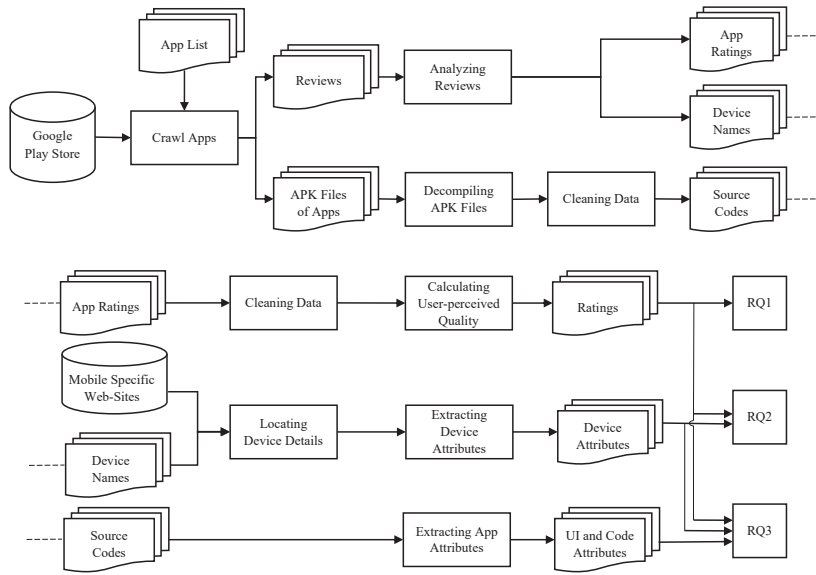 App List
Reviews
Analyzing
Reviews
App
Ratings
Google
Play Store
Crawl Apps
Device
Names
APK Files
of Apps
Decompiling
APK Files
Cleaning Data
Source
Codes
App Ratings
Cleaning Data
Calculating
User-perceived
Quality
Ratings
RQ1
Mobile Specific
Web-Sites
Locating
Device Details
Extracting
Device
Attributes
Device
Attributes
RQ2
Device
Names
Source
Codes
Extracting App
Attributes
UI and Code
Attributes
RQ3